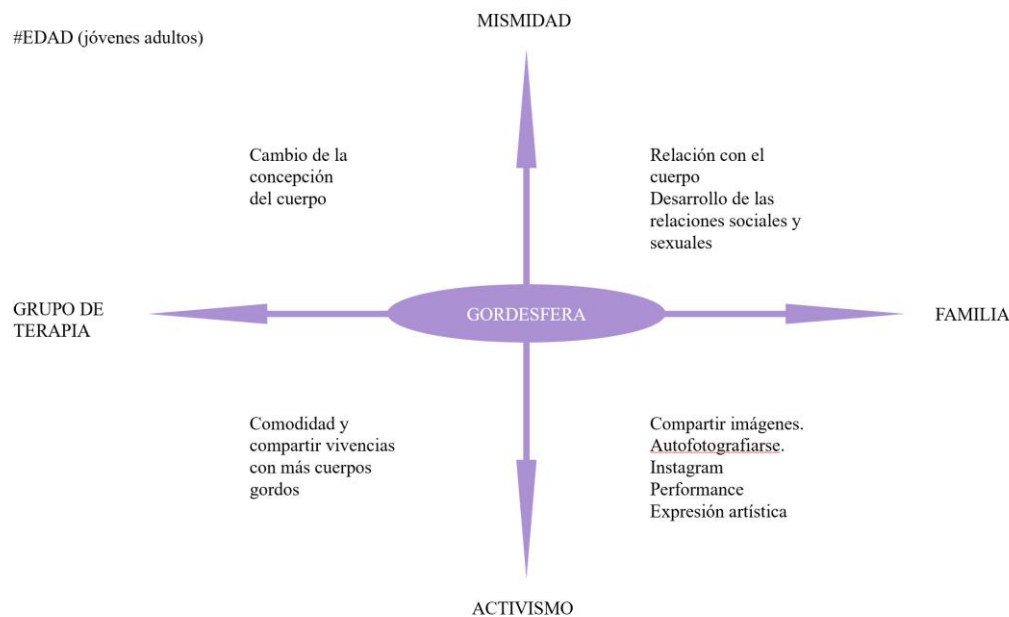 MISMIDAD
#EDAD (jóvenes adultos)
Cambio de la
concepción
del cuerpo
Relación con el
cuerpo
Desarrollo de las
relaciones sociales y
sexuales
GRUPO DE
TERAPIA
GORDESFERA
FAMILIA
Comodidad y
compartir vivencias
con más cuerpos
gordos
Compartir imágenes.
Autofotografiarse.
Instagram
Performance
Expresión artística
ACTIVISMO